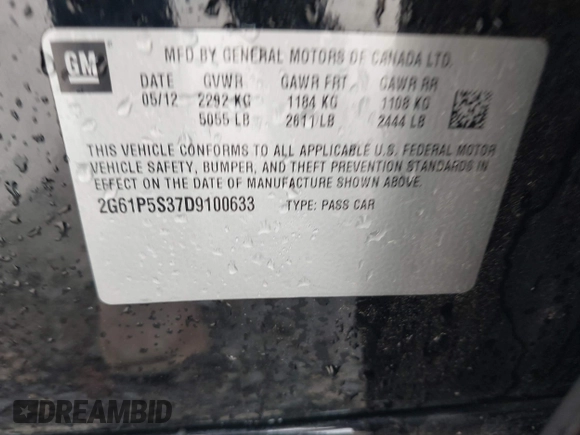 GM
MFD BY GENERAL MOTORS OF CANADA LTD.
DATE GVWR GAWR FRT GAWR RR
05/12 2292 KG 1184 KG 1108 KG
5055 LB 2611 LB 2444 LB
THIS VEHICLE CONFORMS TO ALL APPLICABLE U.S. FEDERAL MOTOR
VEHICLE SAFETY, BUMPER, AND THEFT PREVENTION STANDARDS IN
EFFECT ON THE DATE OF MANUFACTURE SHOWN ABOVE.
2G61P5S37D9100633 TYPE: PASS CAR
DREAMBID